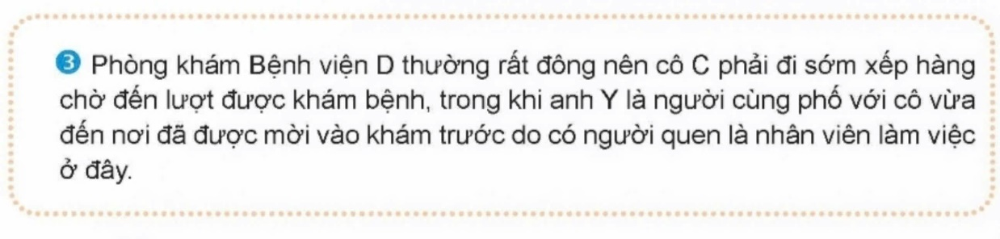 3 Phòng khám Bệnh viện D thường rất đông nên cô C phải đi sớm xếp hàng
chờ đến lượt được khám bệnh, trong khi anh Y là người cùng phố với cô vừa
đến nơi đã được mời vào khám trước do có người quen là nhân viên làm việc
ở đây.